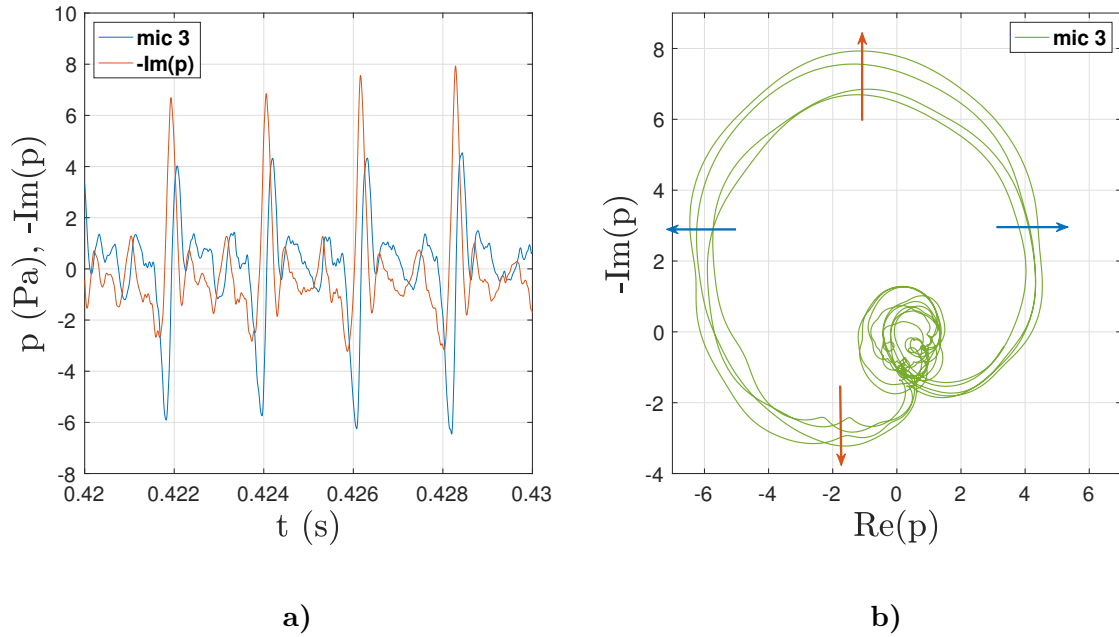 mic 3
-Im(p)
10
8
6
4
2
0
-2
-4
-6
-8
0.42 0.422 0.424 0.426 0.428 0.43
t (s)
p (Pa), -Im(p)
a)
mic 3
8
6
4
2
0
-2
-4
-6 -4 -2 0 2 4 6
Re(p)
-Im(p)
b)